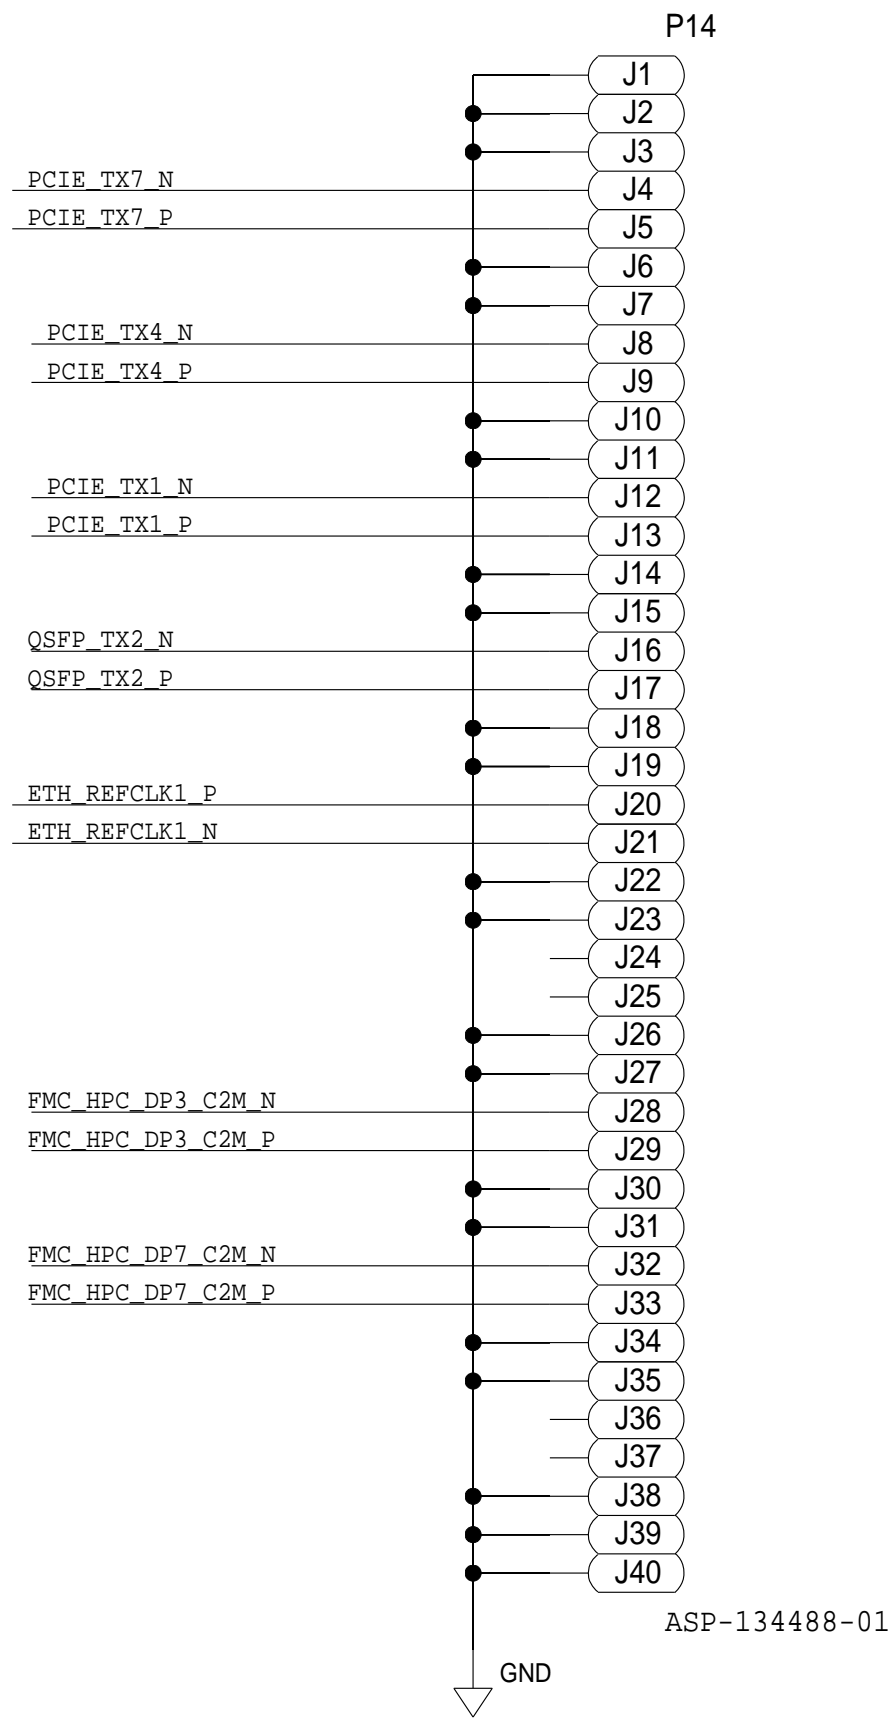 P14
J1
J2
J3
PCIE_TX7_N J4
PCIE_TX7_P J5
J6
J7
PCIE_TX4_N J8
PCIE_TX4_P J9
J10
J11
PCIE_TX1_N J12
PCIE_TX1_P J13
J14
J15
QSFP_TX2_N J16
QSFP_TX2_P J17
J18
J19
ETH_REFCLK1_P J20
ETH_REFCLK1_N J21
J22
J23
J24
J25
J26
J27
FMC_HPC_DP3_C2M_N J28
FMC_HPC_DP3_C2M_P J29
J30
J31
FMC_HPC_DP7_C2M_N J32
FMC_HPC_DP7_C2M_P J33
J34
J35
J36
J37
J38
J39
J40
ASP-134488-01
GND